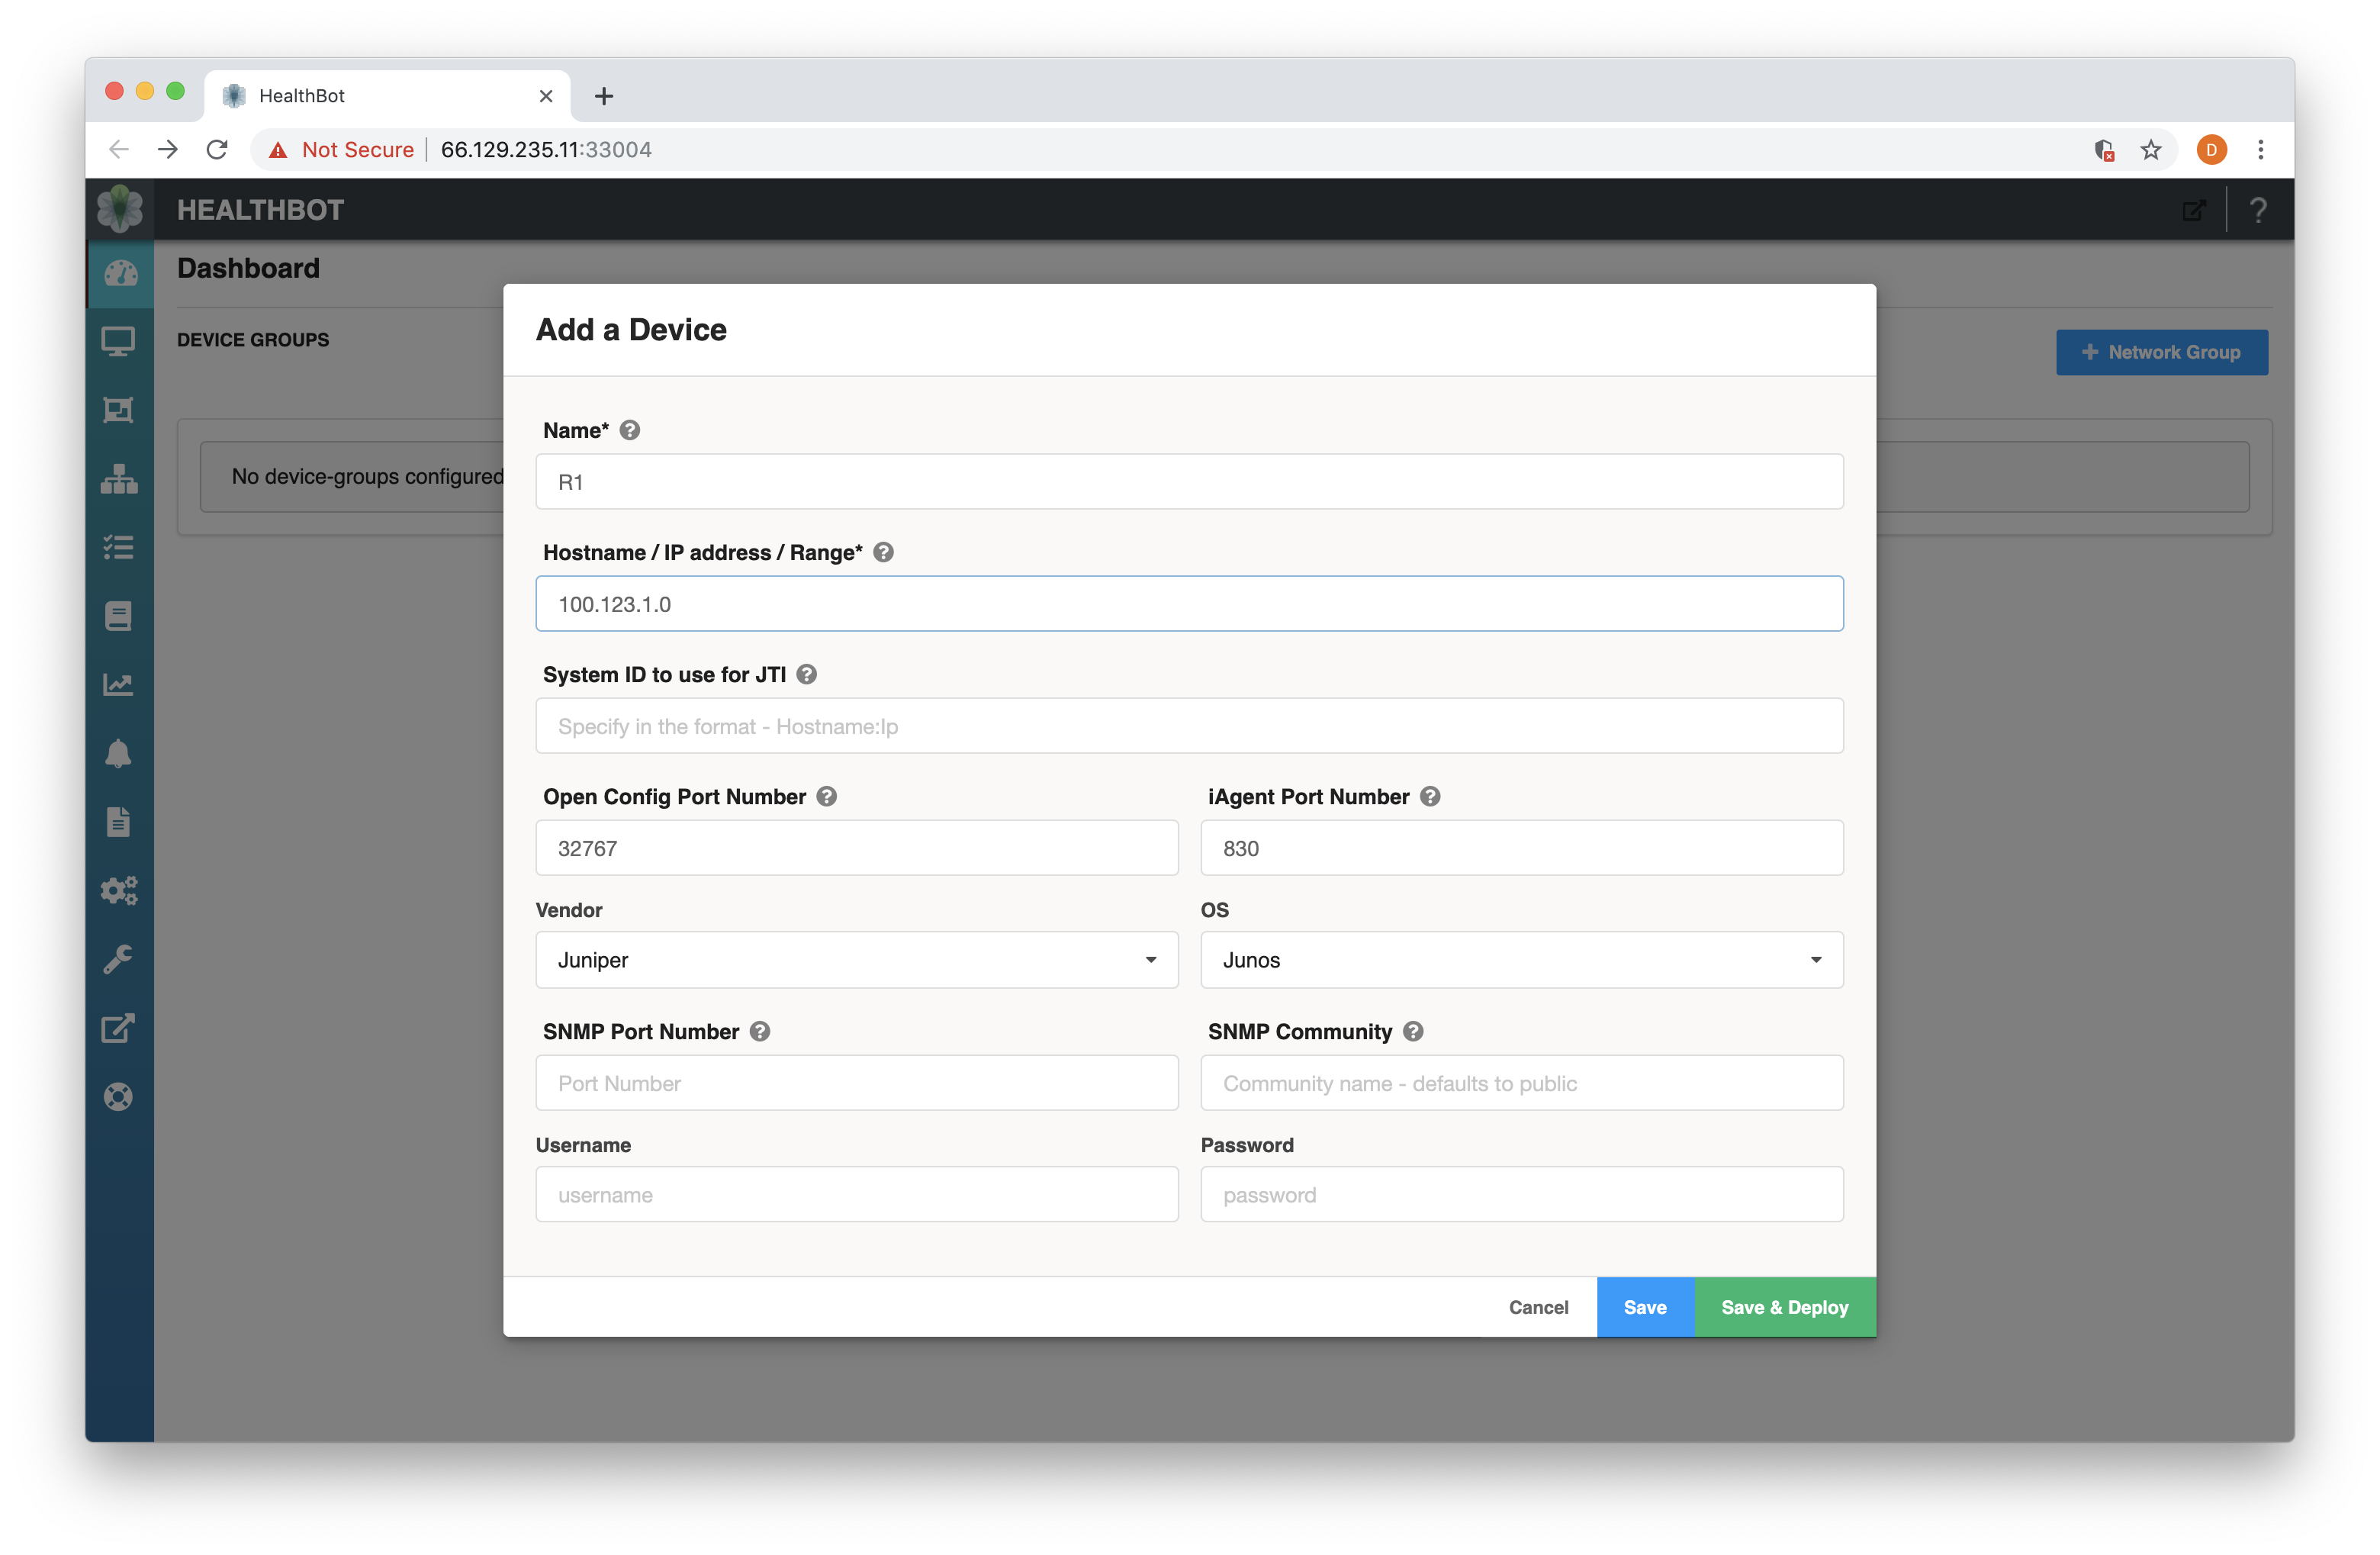 HealthBot
Not Secure
66.129.235.11:33004
D
HEALTHBOT
?
Dashboard
DEVICE GROUPS
Network Group
No device-groups configured
Add a Device
Name* ?
R1
Hostname / IP address / Range* ?
100.123.1.0
System ID to use for JTI ?
Specify in the format - Hostname:Ip
Open Config Port Number ?
iAgent Port Number ?
32767
830
Vendor
OS
Juniper
Junos
SNMP Port Number ?
SNMP Community ?
Port Number
Community name - defaults to public
Username
Password
username
password
Cancel
Save
Save & Deploy